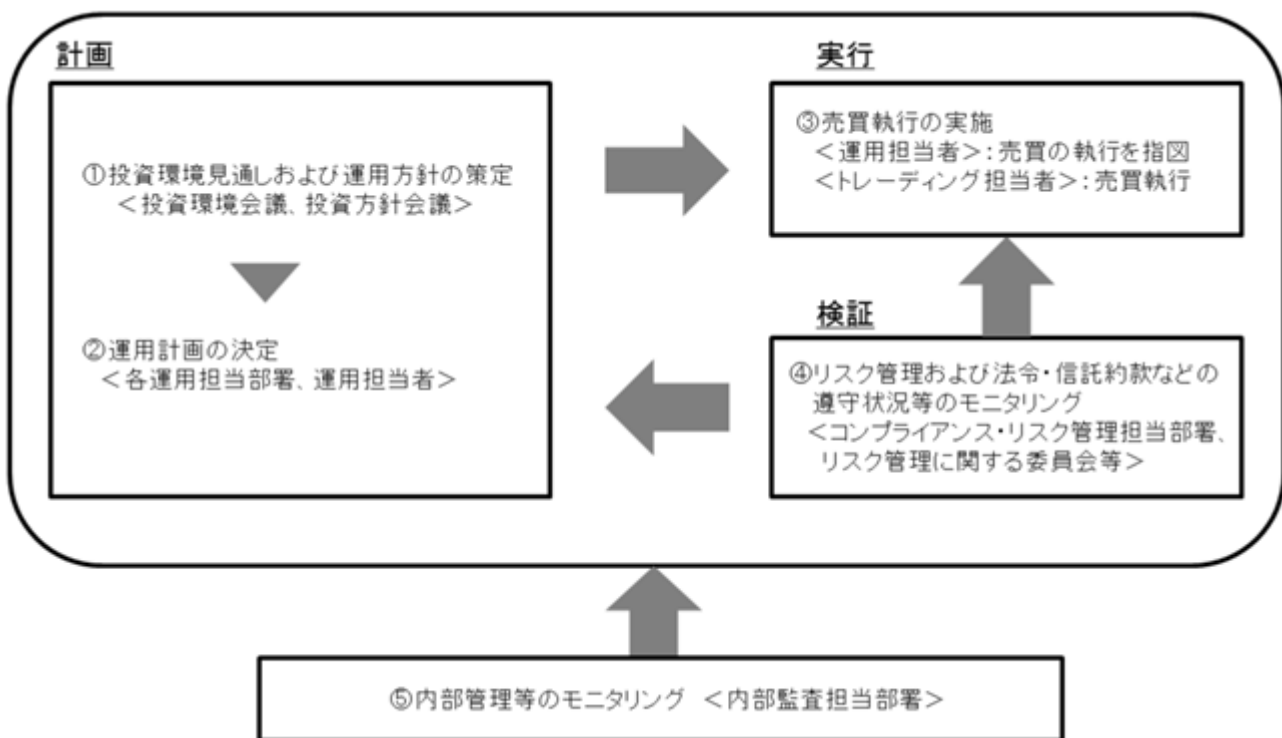 計画
①投資環境見通しおよび運用方針の策定
＜投資環境会議、投資方針会議＞
②運用計画の決定
＜各運用担当部署、運用担当者＞
実行
③売買執行の実施
＜運用担当者＞：売買の執行を指図
＜トレーディング担当者＞：売買執行
検証
④リスク管理および法令・信託約款などの
遵守状況等のモニタリング
＜コンプライアンス・リスク管理担当部署、
リスク管理に関する委員会等＞
⑤内部管理等のモニタリング ＜内部監査担当部署＞